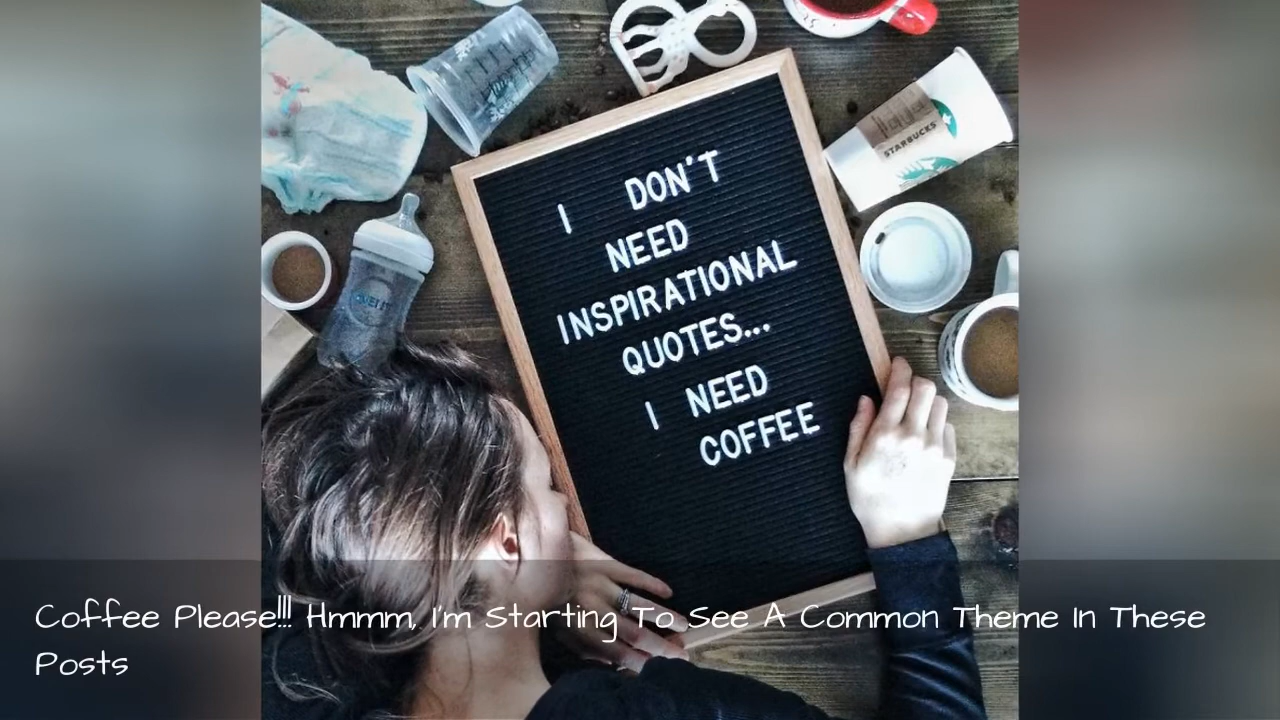 STARBUCKS
I DON'T
NEED
INSPIRATIONAL
QUOTES...
I NEED
COFFEE
Coffee Please!!! Hmmm, I'm Starting To See A Common Theme In These
Posts